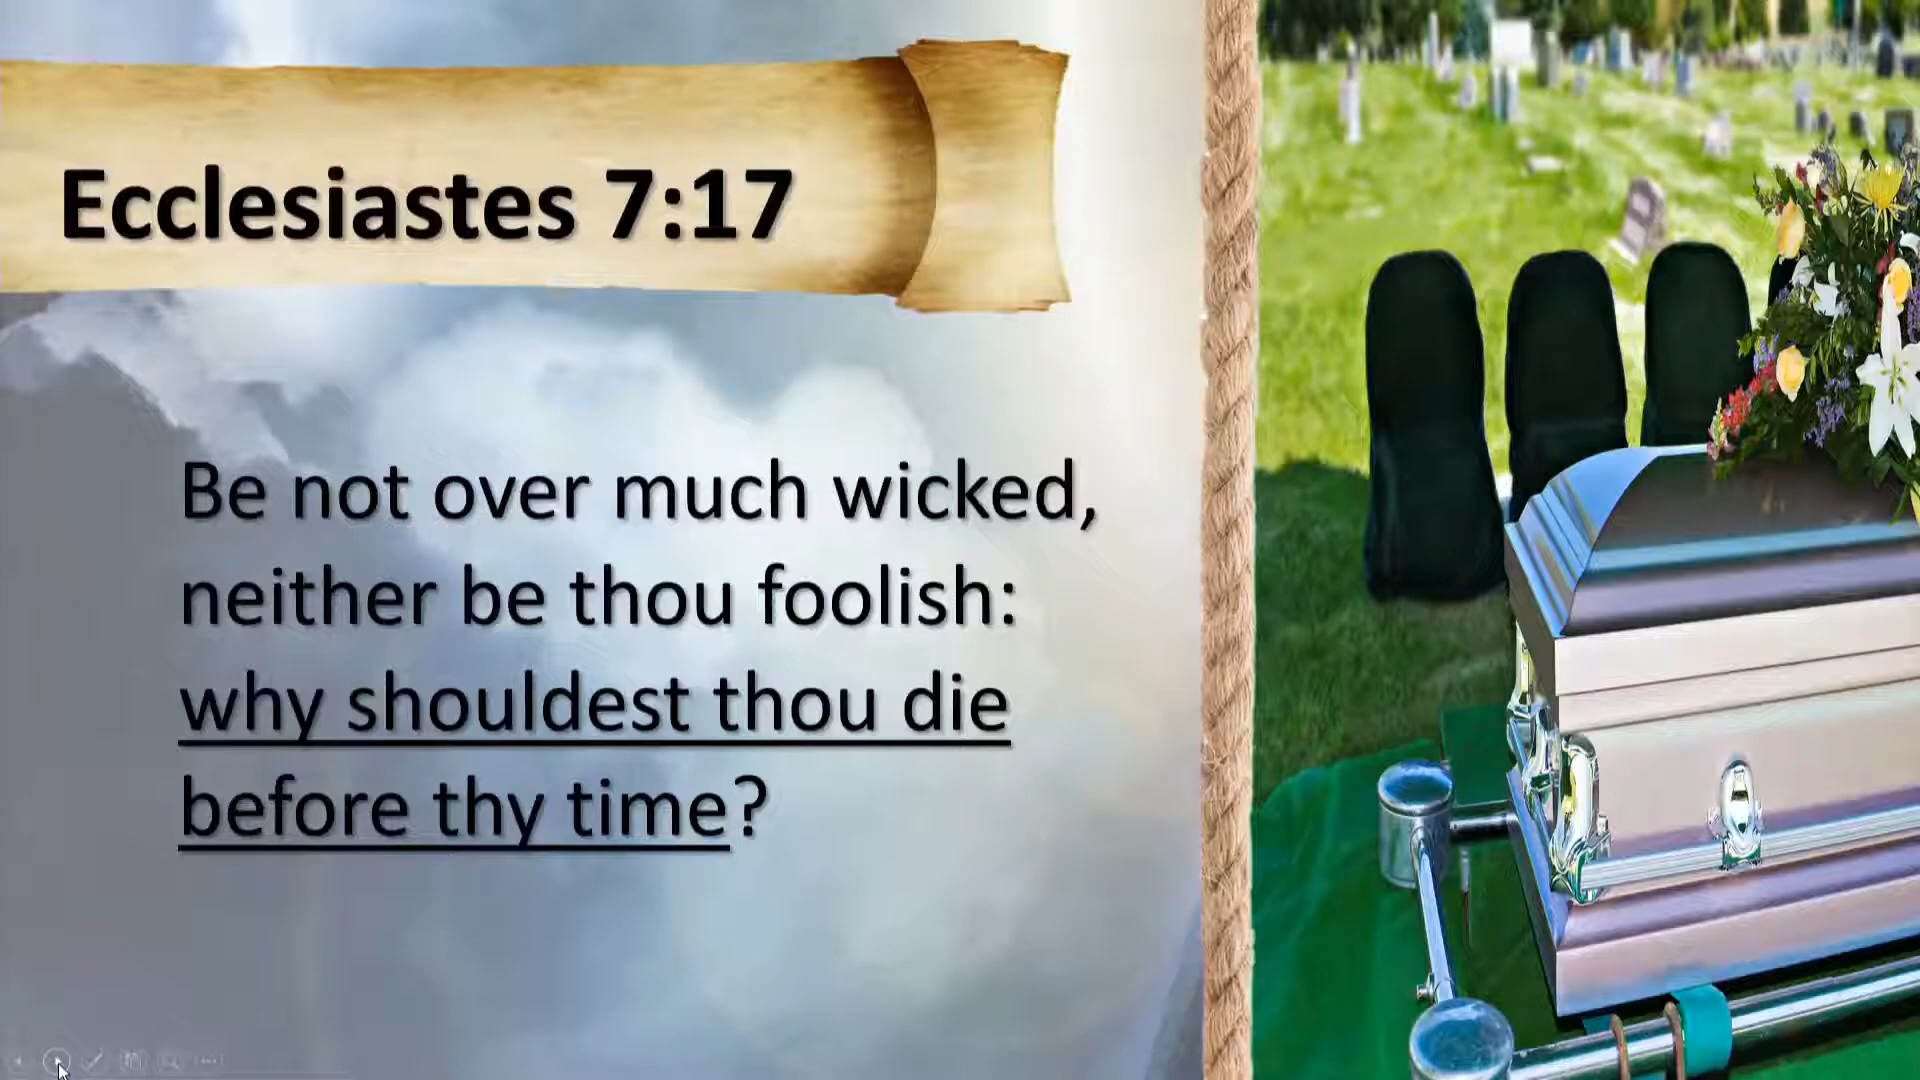 Ecclesiastes 7:17
Be not over much wicked,
neither be thou foolish:
why shouldest thou die
before thy time?